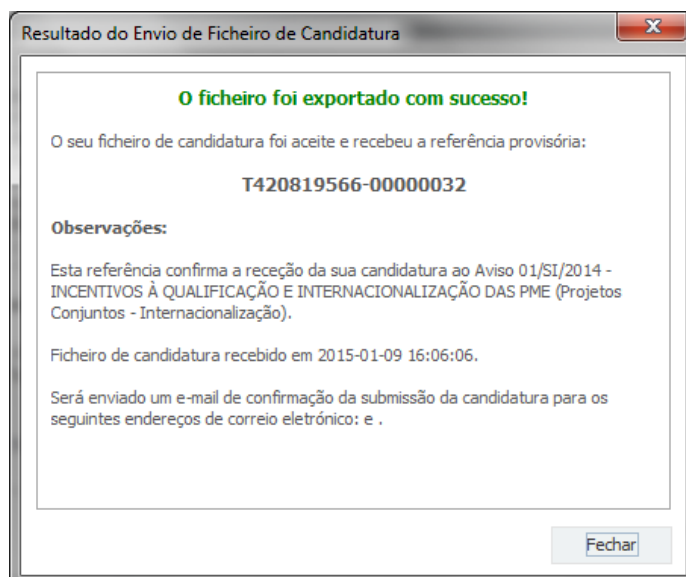 Resultado do Envio de Ficheiro de Candidatura
O ficheiro foi exportado com sucesso!
O seu ficheiro de candidatura foi aceite e recebeu a referência provisória:
T420819566-00000032
Observações:
Esta referência confirma a receção da sua candidatura ao Aviso 01/SI/2014 -
INCENTIVOS À QUALIFICAÇÃO E INTERNACIONALIZAÇÃO DAS PME (Projetos
Conjuntos - Internacionalização).
Ficheiro de candidatura recebido em 2015-01-09 16:06:06.
Será enviado um e-mail de confirmação da submissão da candidatura para os
seguintes endereços de correio eletrónico: e .
Fechar